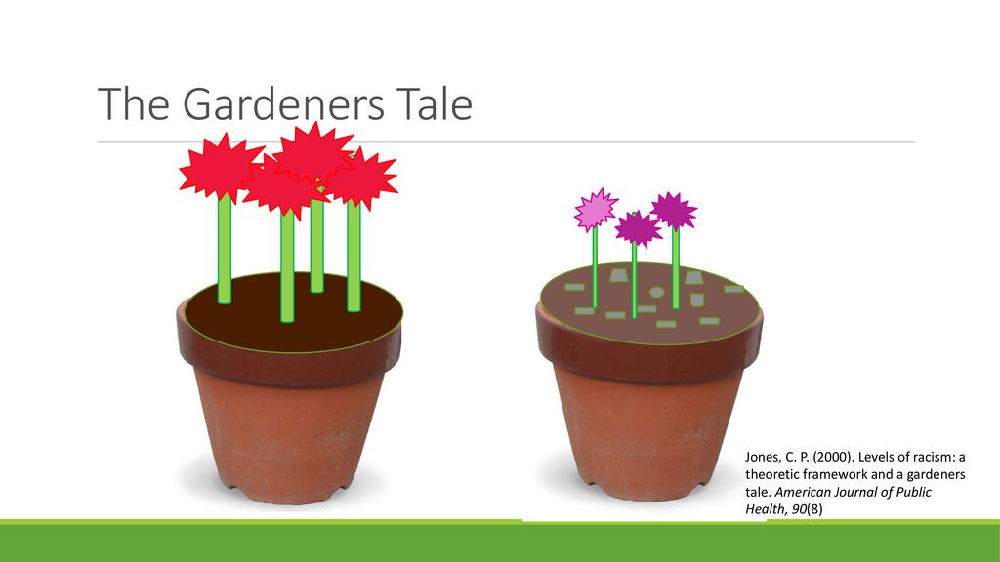 The Gardeners Tale
Jones, C. P. (2000). Levels of racism: a
theoretic framework and a gardeners
tale. American Journal of Public
Health, 90(8)